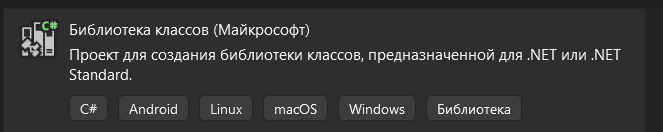 C#
Библиотека классов (Майкрософт)
Проект для создания библиотеки классов, предназначенной для .NET или .NET
Standard.
C# Android Linux macOS Windows Библиотека